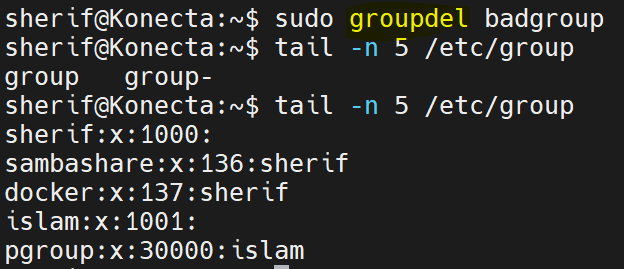 sherif@Konecta:~$ sudo groupdel badgroup
sherif@Konecta:~$ tail -n 5 /etc/group
group   group-
sherif@Konecta:~$ tail -n 5 /etc/group
sherif:x:1000:
sambashare:x:136:sherif
docker:x:137:sherif
islam:x:1001:
pgroup:x:30000:islam